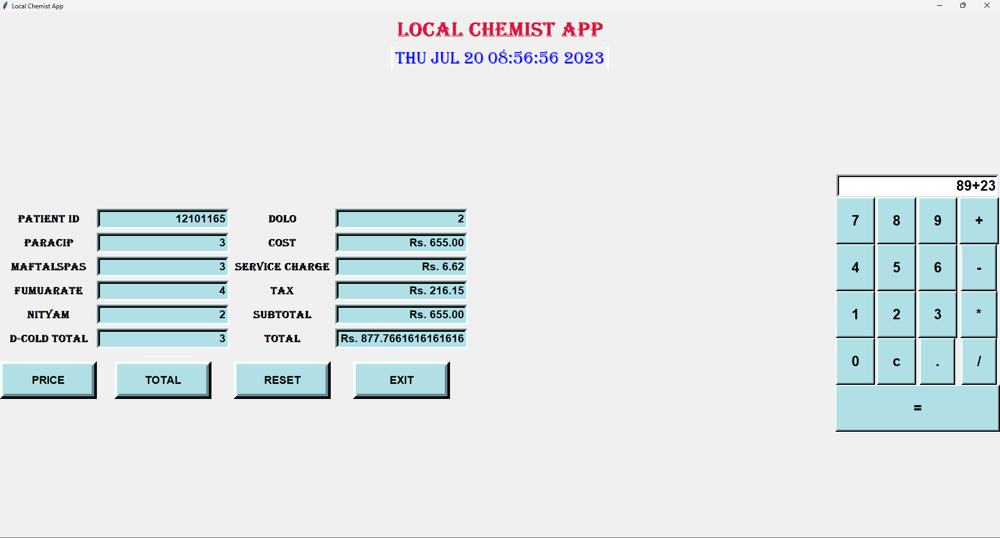 Local Chemist App
LOCAL CHEMIST APP
THU JUL 20 08:56:56 2023
PATIENT ID 12101165 DOLO 2
PARACIP 3 COST Rs. 655.00
MAFTALSPAS 3 SERVICE CHARGE Rs. 6.62
FUMUARATE 4 TAX Rs. 216.15
NITYAM 2 SUBTOTAL Rs. 655.00
D=COLD TOTAL 3 TOTAL Rs. 877.7661616161616
PRICE TOTAL RESET EXIT
89+23
7 8 9 +
4 5 6 -
1 2 3 *
0 c . /
=